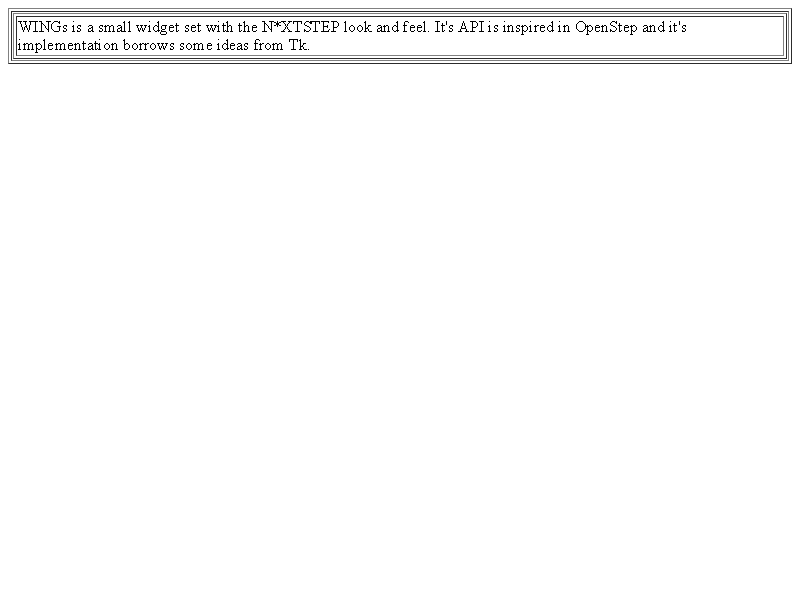 WINGs is a small widget set with the N*XTSTEP look and feel. It's API is inspired in OpenStep and it's
implementation borrows some ideas from Tk.